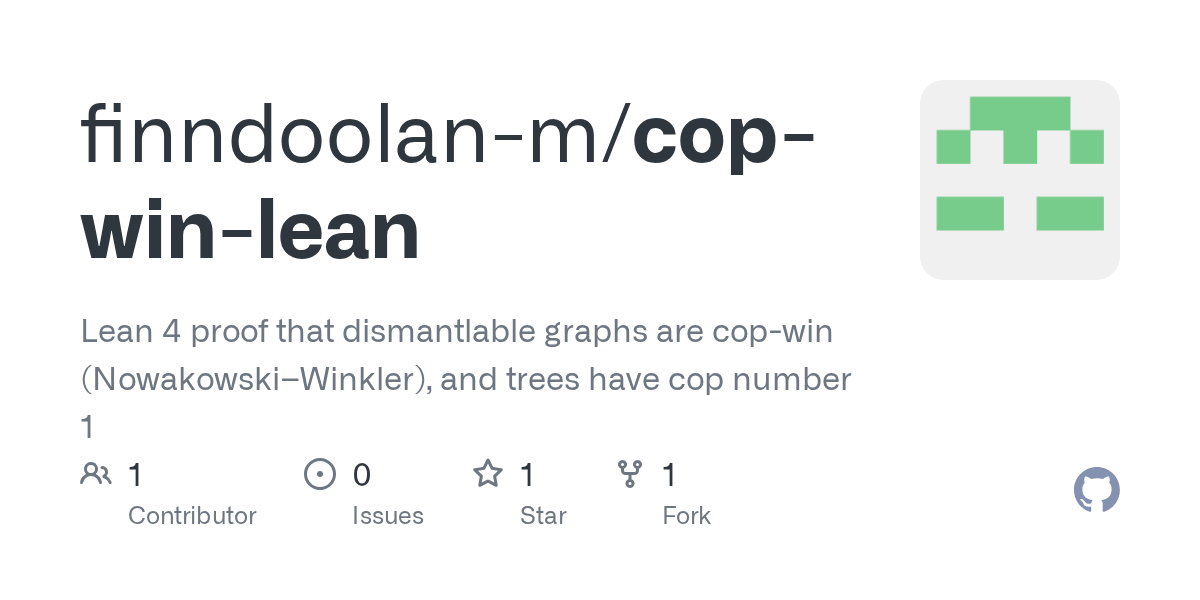 finndoolan-m/cop-
win-lean
Lean 4 proof that dismantlable graphs are cop-win
(Nowakowski–Winkler), and trees have cop number
1
1 0 1 1
Contributor Issues Star Fork